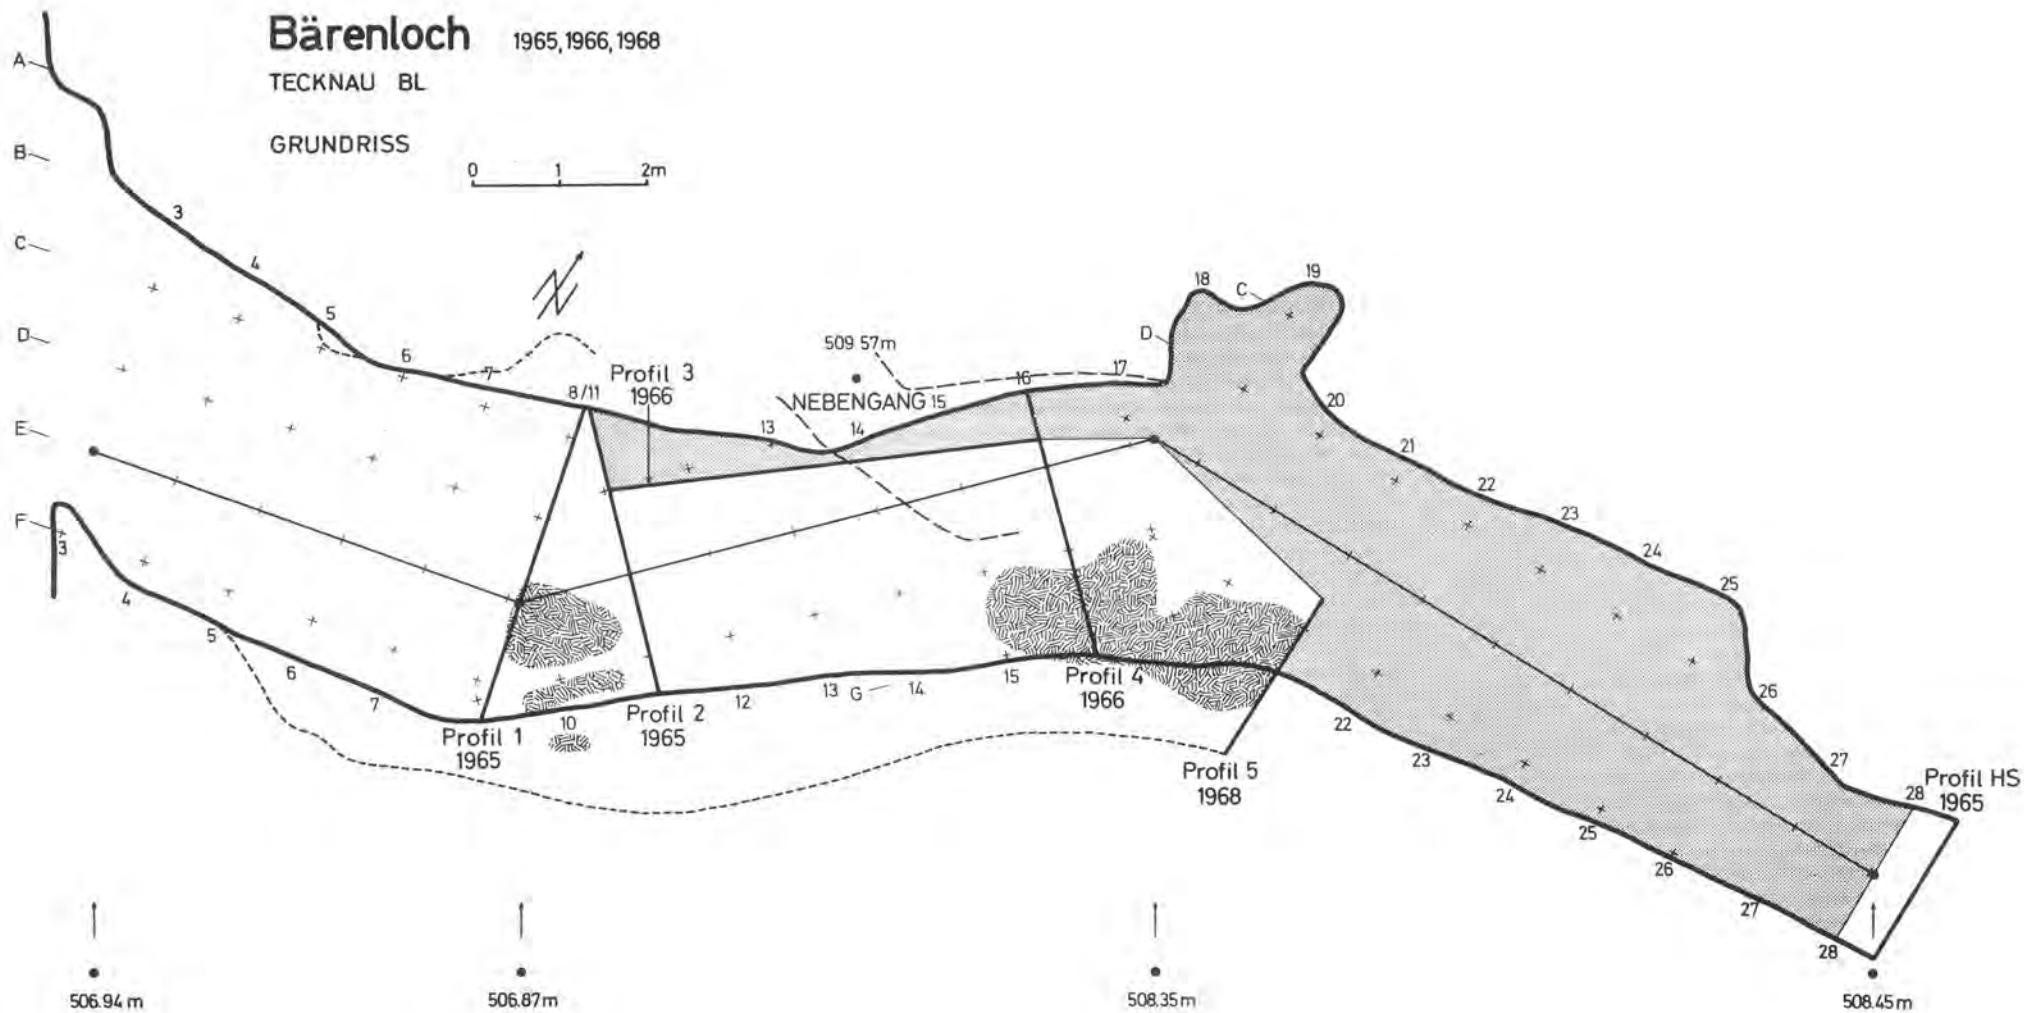 Bärenloch 1965,1966,1968
TECKNAU BL
GRUNDRISS
0 1 2m
A
B
C
D
E
F
3
4
5
6
7
8/11
Profil 3
1966
13
14
NEBENGANG 15
509 57m
16
17
D
18
C
19
20
21
22
23
24
25
26
27
28
Profil HS
1965
3
4
5
6
7
Profil 1
1965
10
Profil 2
1965
12
13
G
14
15
Profil 4
1966
Profil 5
1968
22
23
24
25
26
27
28
N
506.94 m
506.87m
508.35m
508.45m